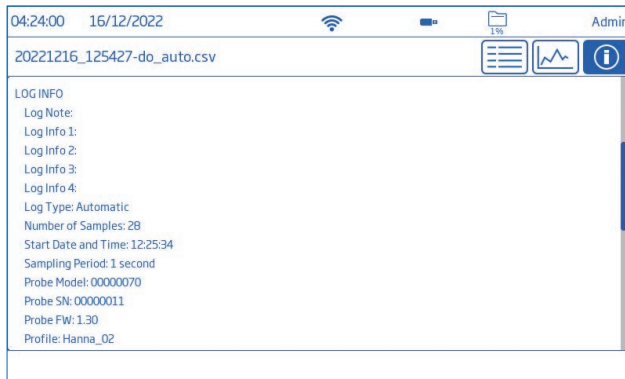 04:24:00 16/12/2022 1% Admin
20221216_125427-do_auto.csv
LOG INFO
Log Note:
Log Info 1:
Log Info 2:
Log Info 3:
Log Info 4:
Log Type: Automatic
Number of Samples: 28
Start Date and Time: 12:25:34
Sampling Period: 1 second
Probe Model: 00000070
Probe SN: 00000011
Probe FW: 1.30
Profile: Hanna_02